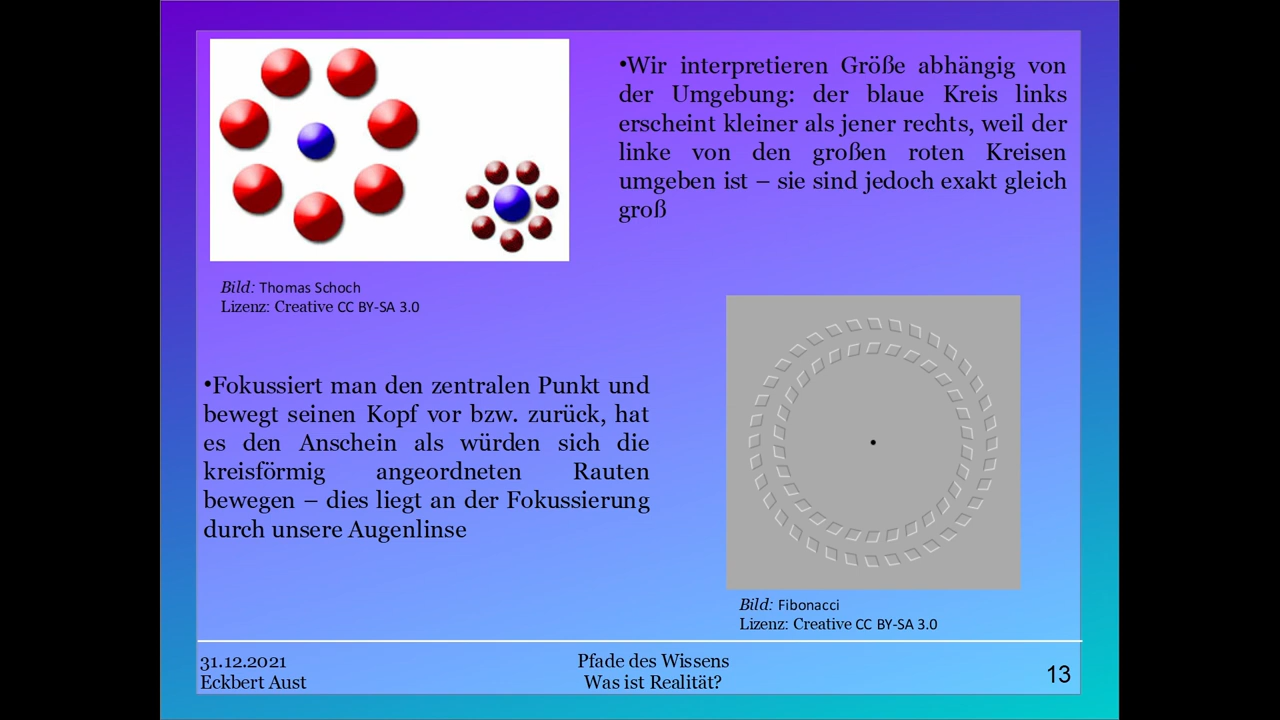 •Wir interpretieren Größe abhängig von
der Umgebung: der blaue Kreis links
erscheint kleiner als jener rechts, weil der
linke von den großen roten Kreisen
umgeben ist – sie sind jedoch exakt gleich
groß
Bild: Thomas Schoch
Lizenz: Creative CC BY-SA 3.0
•Fokussiert man den zentralen Punkt und
bewegt seinen Kopf vor bzw. zurück, hat
es den Anschein als würden sich die
kreisförmig angeordneten Rauten
bewegen – dies liegt an der Fokussierung
durch unsere Augenlinse
Bild: Fibonacci
Lizenz: Creative CC BY-SA 3.0
31.12.2021
Eckbert Aust
Pfade des Wissens
Was ist Realität?
13